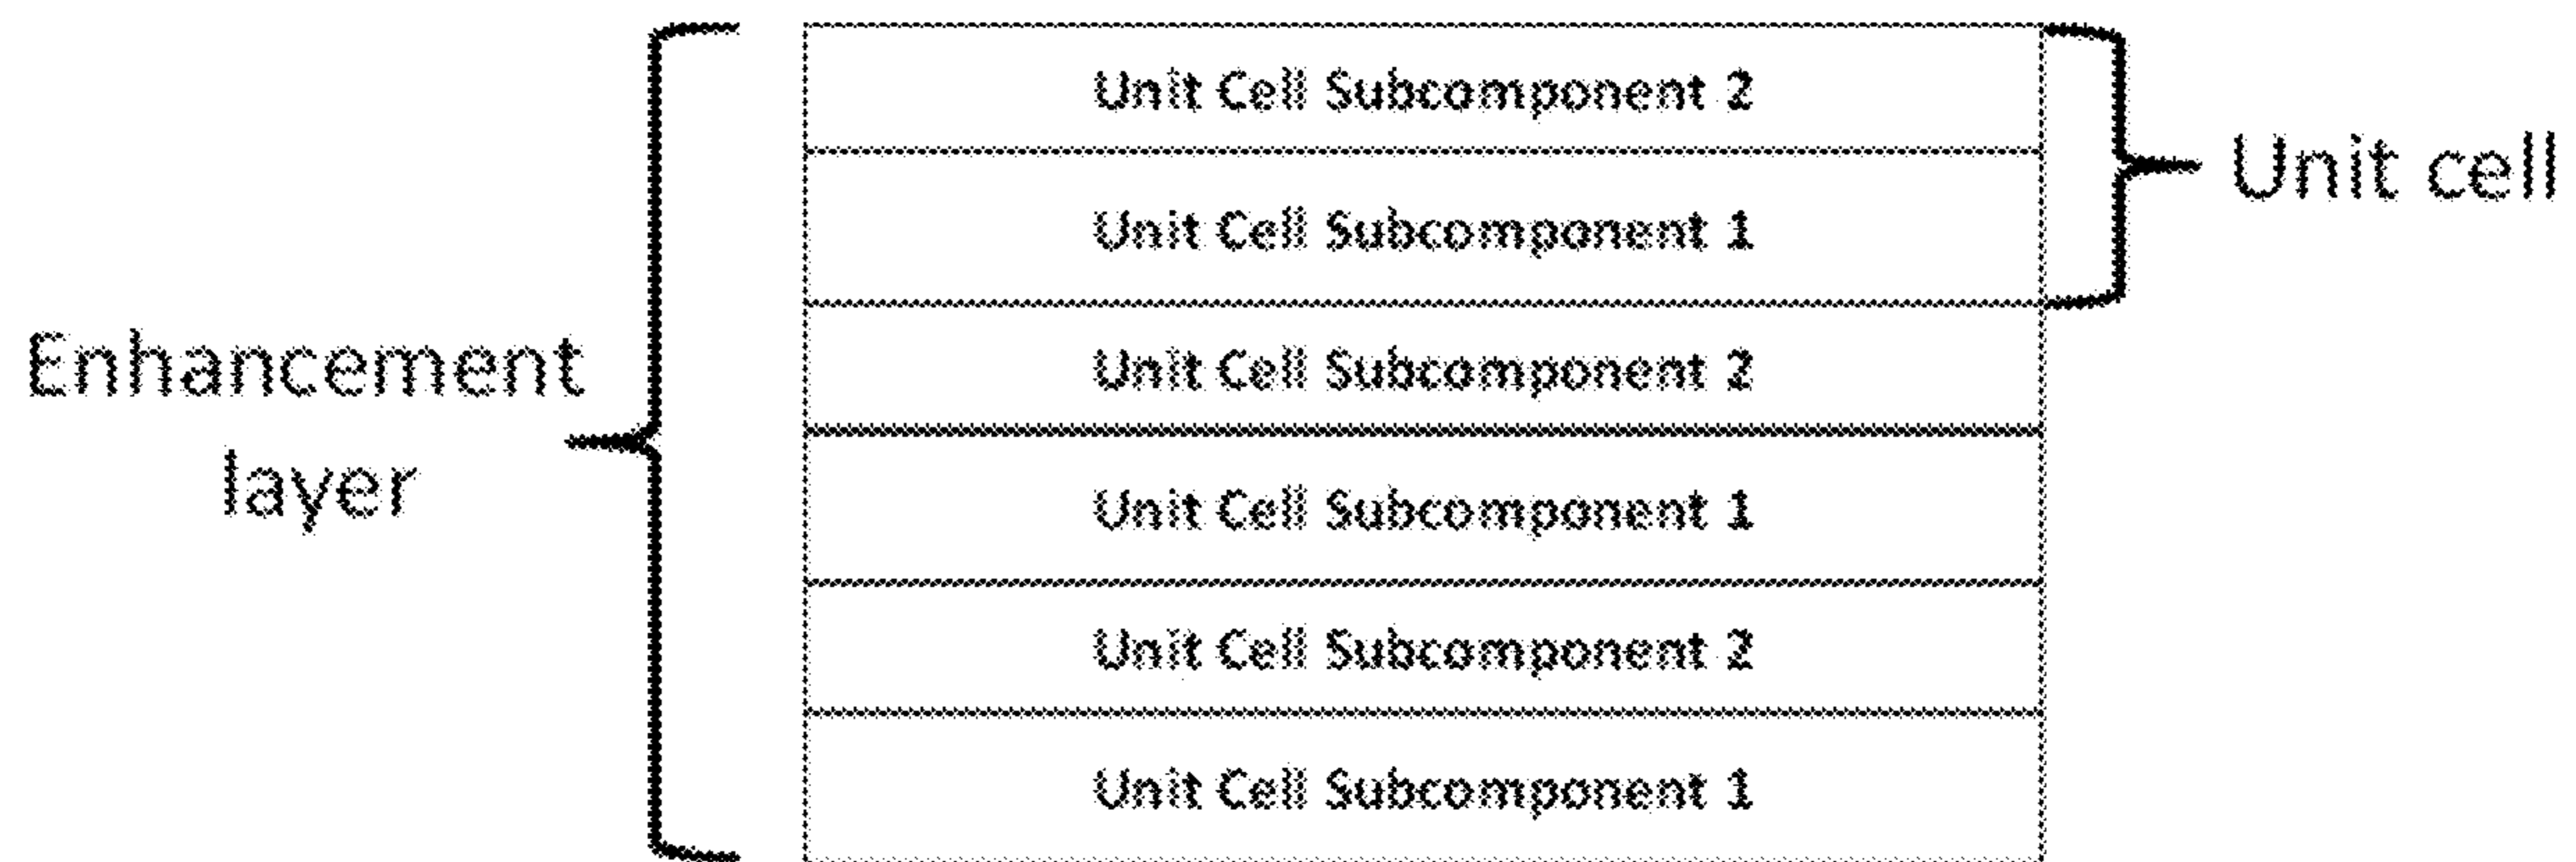 Unit Cell Subcomponent 2
Unit Cell Subcomponent 1
Unit cell
Unit Cell Subcomponent 2
Enhancement
layer
Unit Cell Subcomponent 1
Unit Cell Subcomponent 2
Unit Cell Subcomponent 1